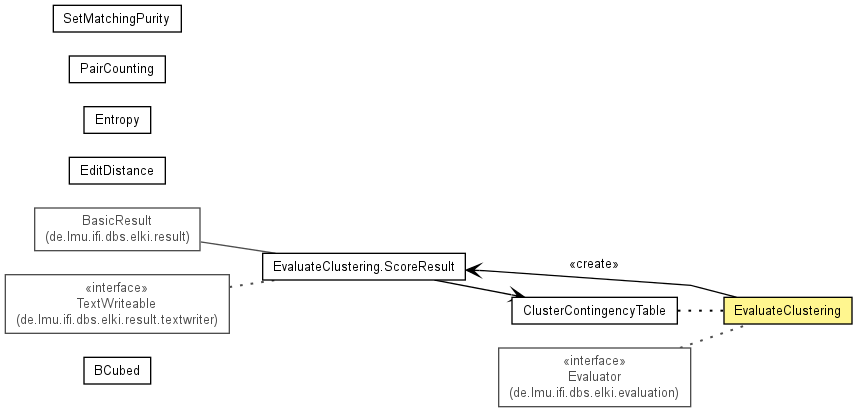 SetMatchingPurity
PairCounting
Entropy
EditDistance
BasicResult
(de.lmu.ifi.dbs.elki.result)
EvaluateClustering.ScoreResult
«create»
«interface»
TextWriteable
(de.lmu.ifi.dbs.elki.result.textwriter)
ClusterContingencyTable
EvaluateClustering
«interface»
Evaluator
(de.lmu.ifi.dbs.elki.evaluation)
BCubed